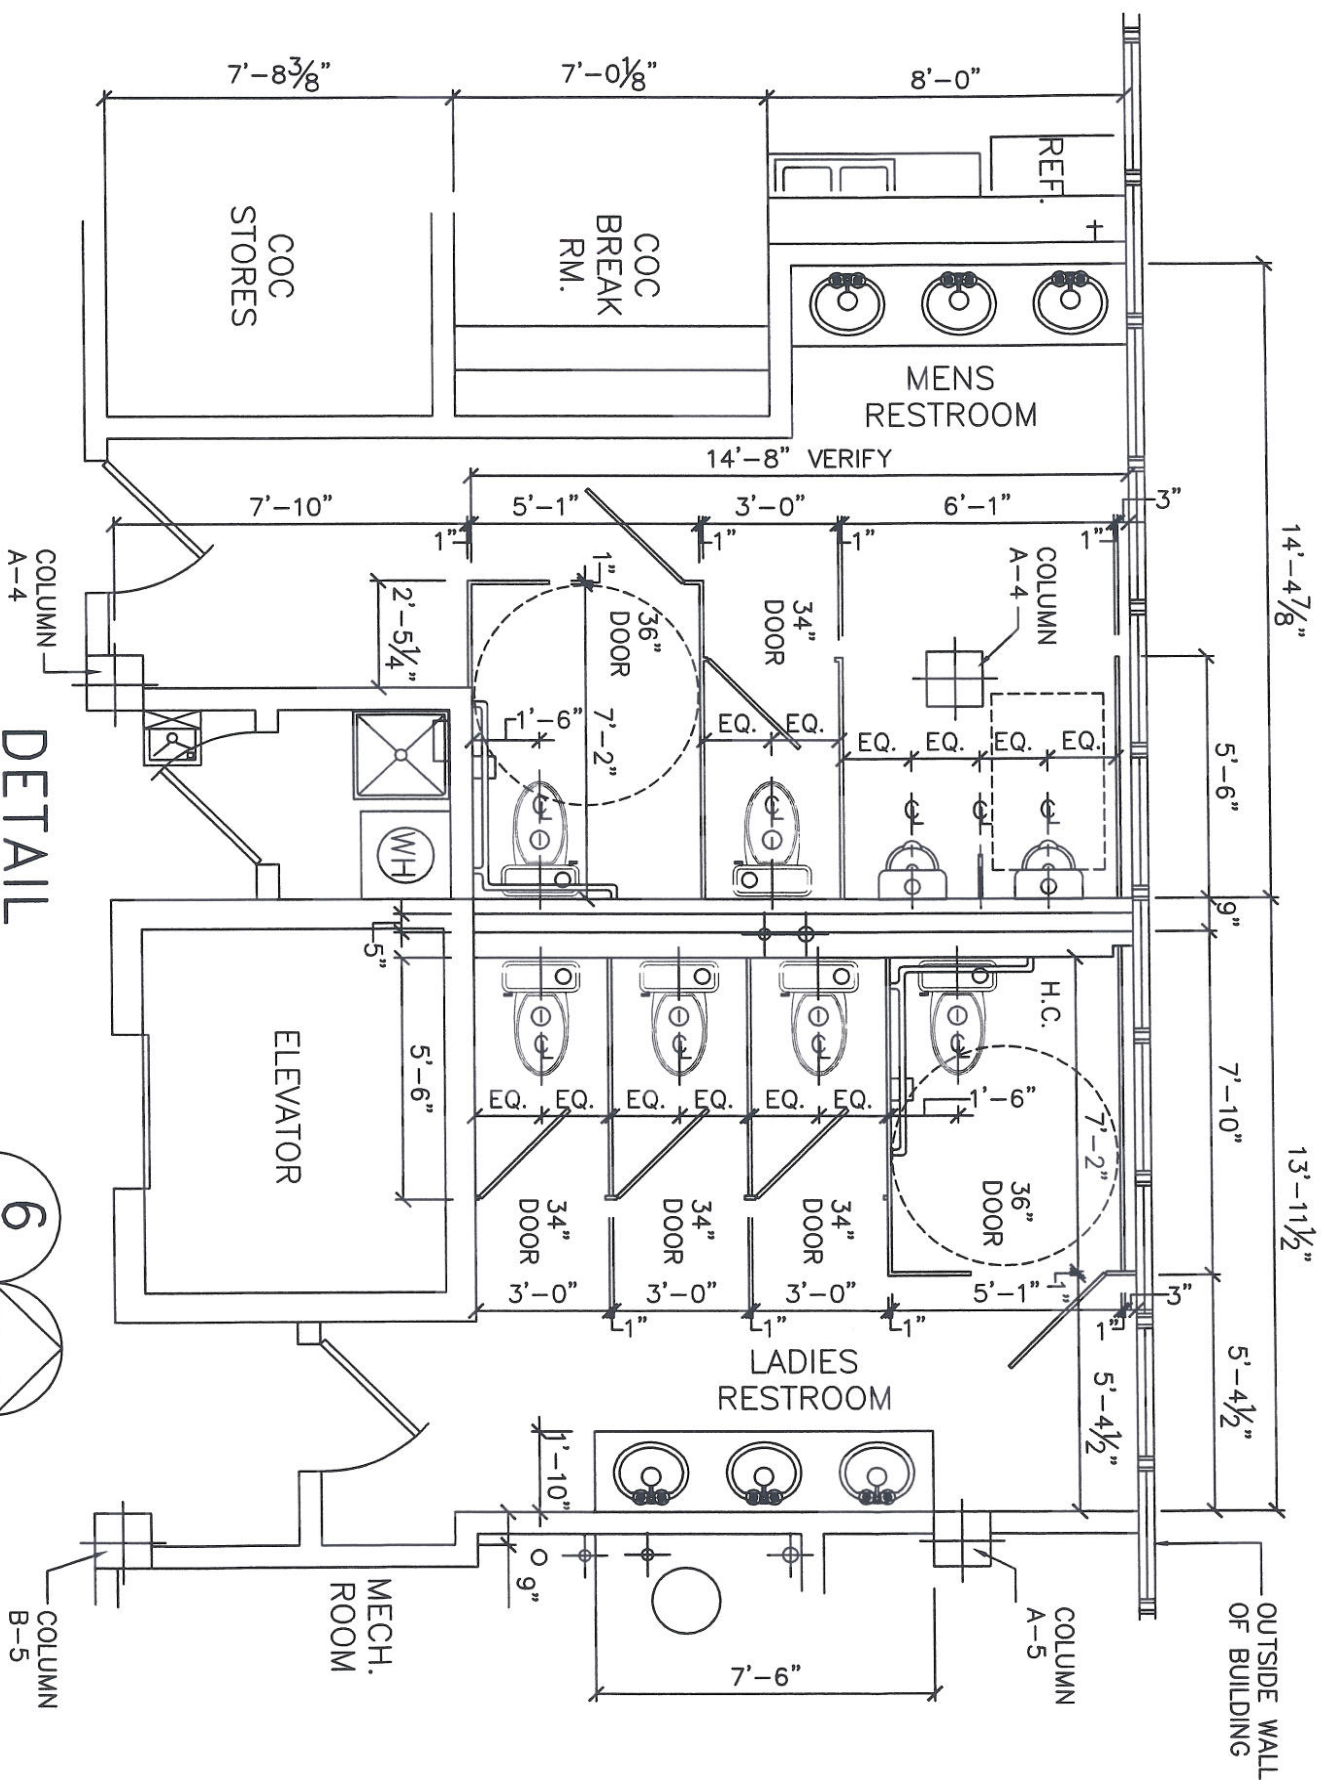 OUTSIDE WALL
OF BUILDING
14'-4⅞"
13'-11½"
5'-6"
9"
7'-10"
5'-4½"
3"
3"
8'-0"
REF.
MENS
RESTROOM
COLUMN
A-4
6'-1"
1"
1"
EQ.
EQ.
EQ.
EQ.
℄
℄
℄
H.C.
7'-2"
36"
DOOR
1'-6"
5'-1"
1"
1"
1"
5'-4½"
COLUMN
A-5
14'-8" VERIFY
7'-0⅛"
COC
BREAK
RM.
3'-0"
1"
34"
DOOR
EQ.
EQ.
℄
℄
℄
℄
℄
EQ.
EQ.
EQ.
EQ.
EQ.
EQ.
34"
DOOR
34"
DOOR
34"
DOOR
3'-0"
3'-0"
3'-0"
1"
1"
LADIES
RESTROOM
7'-6"
5'-1"
1"
36"
DOOR
1"
7'-2"
1'-6"
℄
1'-10"
9"
7'-8⅜"
COC
STORES
7'-10"
2'-5¼"
WH
5"
5'-6"
ELEVATOR
MECH.
ROOM
COLUMN
A-4
COLUMN
B-5
DETAIL
6